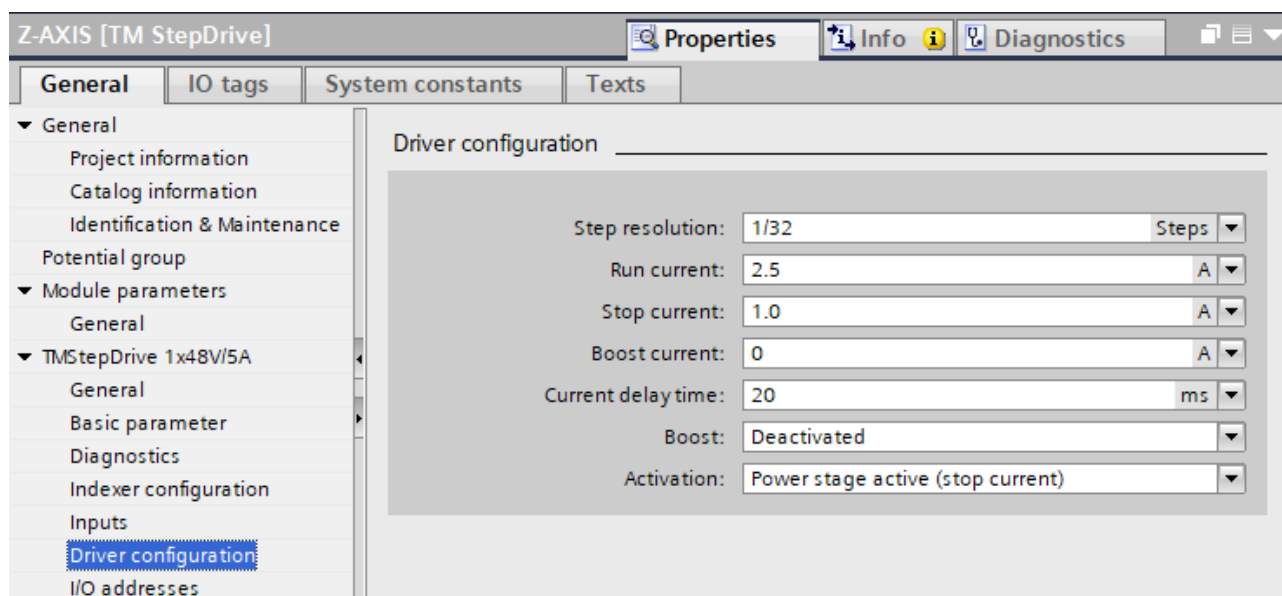 Z-AXIS [TM StepDrive]
Properties
Info
Diagnostics
General
IO tags
System constants
Texts
General
Project information
Catalog information
Identification & Maintenance
Potential group
Module parameters
General
TMStepDrive 1x48V/5A
General
Basic parameter
Diagnostics
Indexer configuration
Inputs
Driver configuration
I/O addresses
Driver configuration
Step resolution: 1/32 Steps
Run current: 2.5 A
Stop current: 1.0 A
Boost current: 0 A
Current delay time: 20 ms
Boost: Deactivated
Activation: Power stage active (stop current)